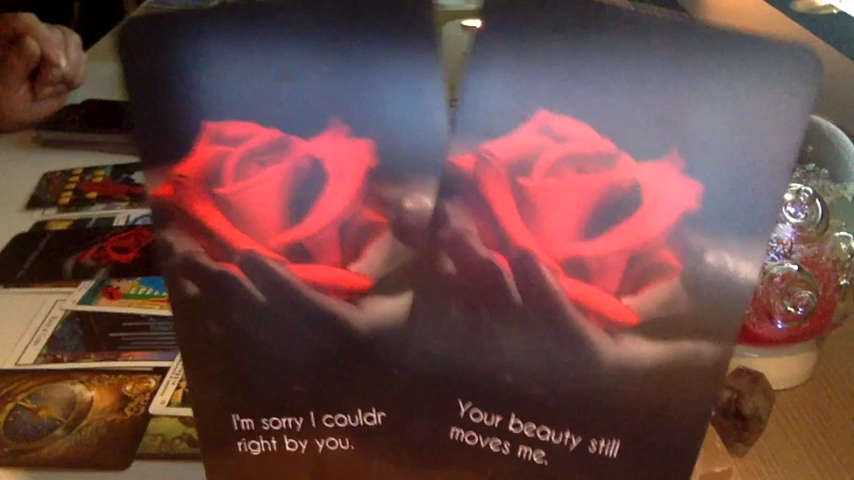 I'm sorry I couldr
right by you.
Your beauty still
moves me.